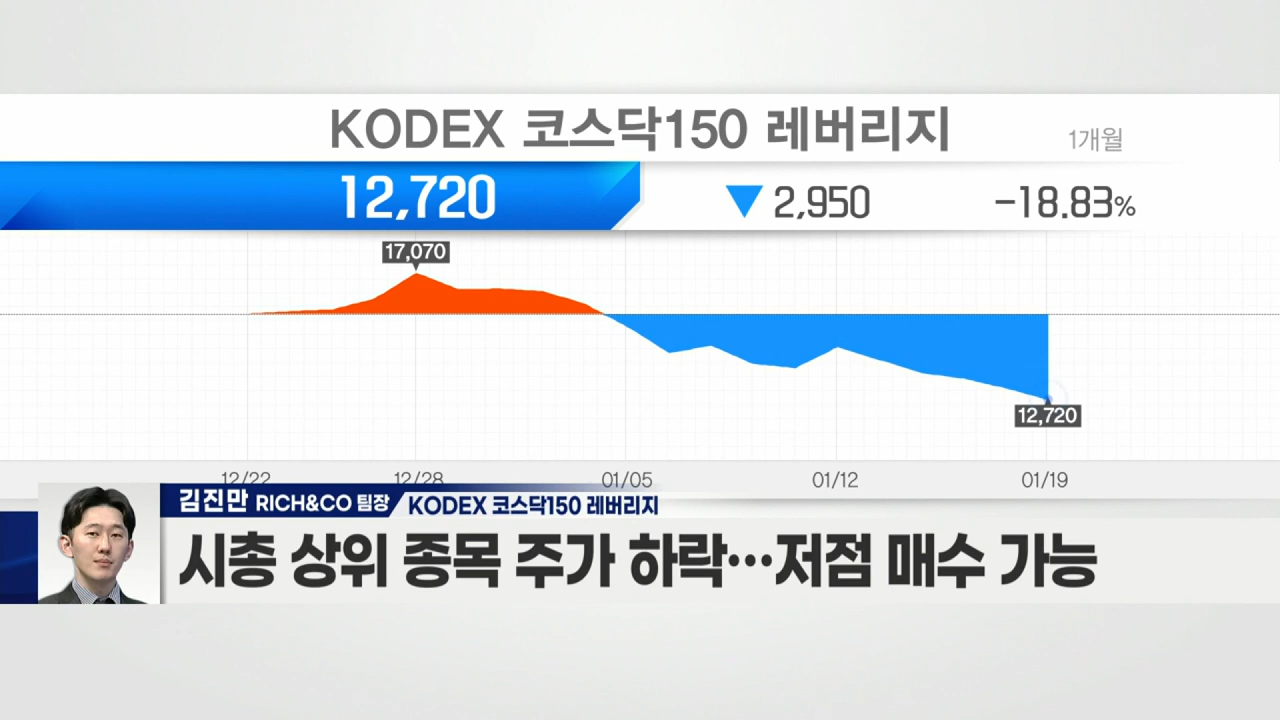 KODEX 코스닥150 레버리지
1개월
12,720
▼ 2,950
-18.83%
17,070
12,720
12/22
12/28
01/05
01/12
01/19
김진만 RICH&CO 팀장
KODEX 코스닥150 레버리지
시총 상위 종목 주가 하락…저점 매수 가능